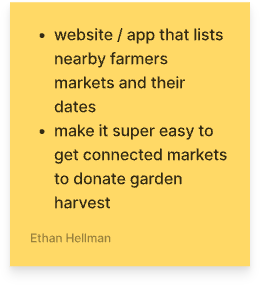 • website / app that lists
nearby farmers
markets and their
dates
• make it super easy to
get connected markets
to donate garden
harvest
Ethan Hellman